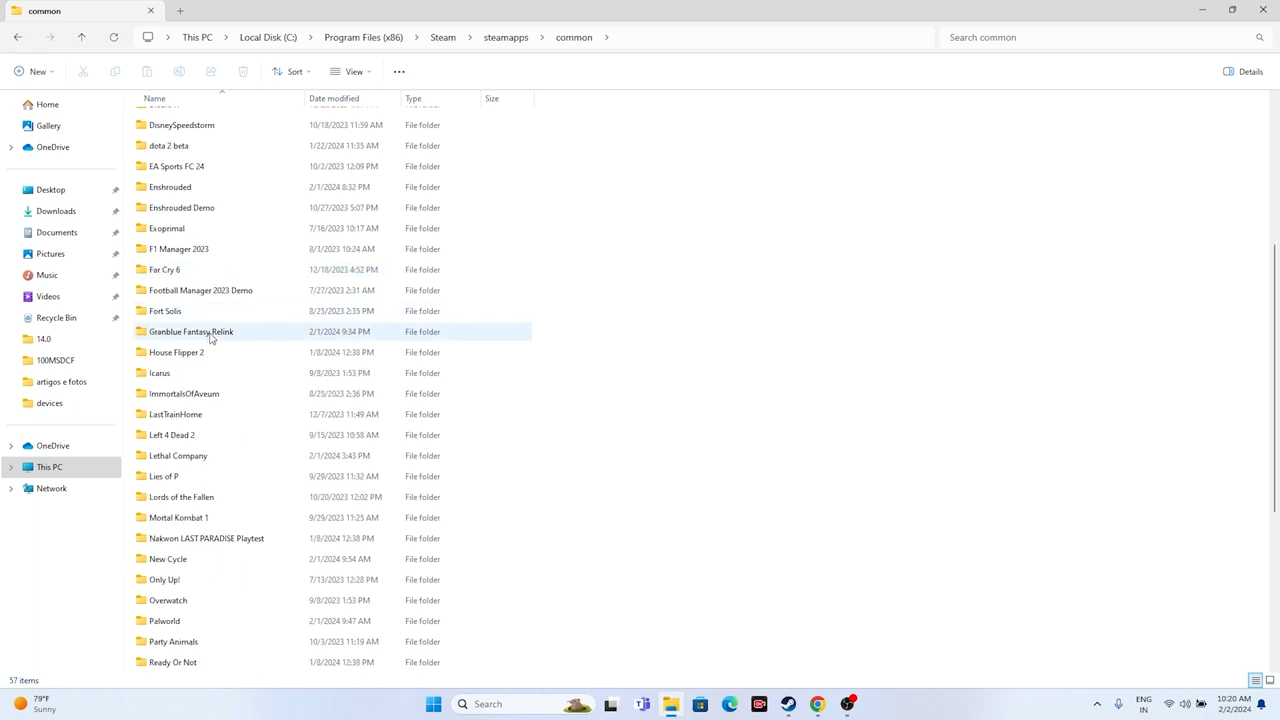 common
This PC > Local Disk (C:) > Program Files (x86) > Steam > steamapps > common >
Search common
New
Sort
View
Details
Name
Date modified
Type
Size
Home
Gallery
OneDrive
Desktop
Downloads
Documents
Pictures
Music
Videos
Recycle Bin
14.0
100MSDCF
artigos e fotos
devices
OneDrive
This PC
Network
DisneySpeedstorm 10/18/2023 11:59 AM File folder
dota 2 beta 1/22/2024 11:35 AM File folder
EA Sports FC 24 10/2/2023 12:09 PM File folder
Enshrouded 2/1/2024 8:32 PM File folder
Enshrouded Demo 10/27/2023 5:07 PM File folder
Exoprimal 7/16/2023 10:17 AM File folder
F1 Manager 2023 8/3/2023 10:24 AM File folder
Far Cry 6 12/18/2023 4:52 PM File folder
Football Manager 2023 Demo 7/27/2023 2:31 AM File folder
Fort Solis 8/25/2023 2:35 PM File folder
Granblue Fantasy Relink 2/1/2024 9:34 PM File folder
House Flipper 2 1/8/2024 12:38 PM File folder
Icarus 9/8/2023 1:53 PM File folder
ImmortalsOfAveum 8/25/2023 2:36 PM File folder
LastTrainHome 12/7/2023 11:49 AM File folder
Left 4 Dead 2 9/15/2023 10:58 AM File folder
Lethal Company 2/1/2024 3:43 PM File folder
Lies of P 9/29/2023 11:32 AM File folder
Lords of the Fallen 10/20/2023 12:02 PM File folder
Mortal Kombat 1 9/29/2023 11:25 AM File folder
Nakwon LAST PARADISE Playtest 1/8/2024 12:38 PM File folder
New Cycle 2/1/2024 9:54 AM File folder
Only Up! 7/13/2023 12:28 PM File folder
Overwatch 9/8/2023 1:53 PM File folder
Palworld 2/1/2024 9:47 AM File folder
Party Animals 10/3/2023 11:19 AM File folder
Ready Or Not 1/8/2024 12:38 PM File folder
57 items
79°F
Sunny
Search
ENG
IN
10:20 AM
2/2/2024